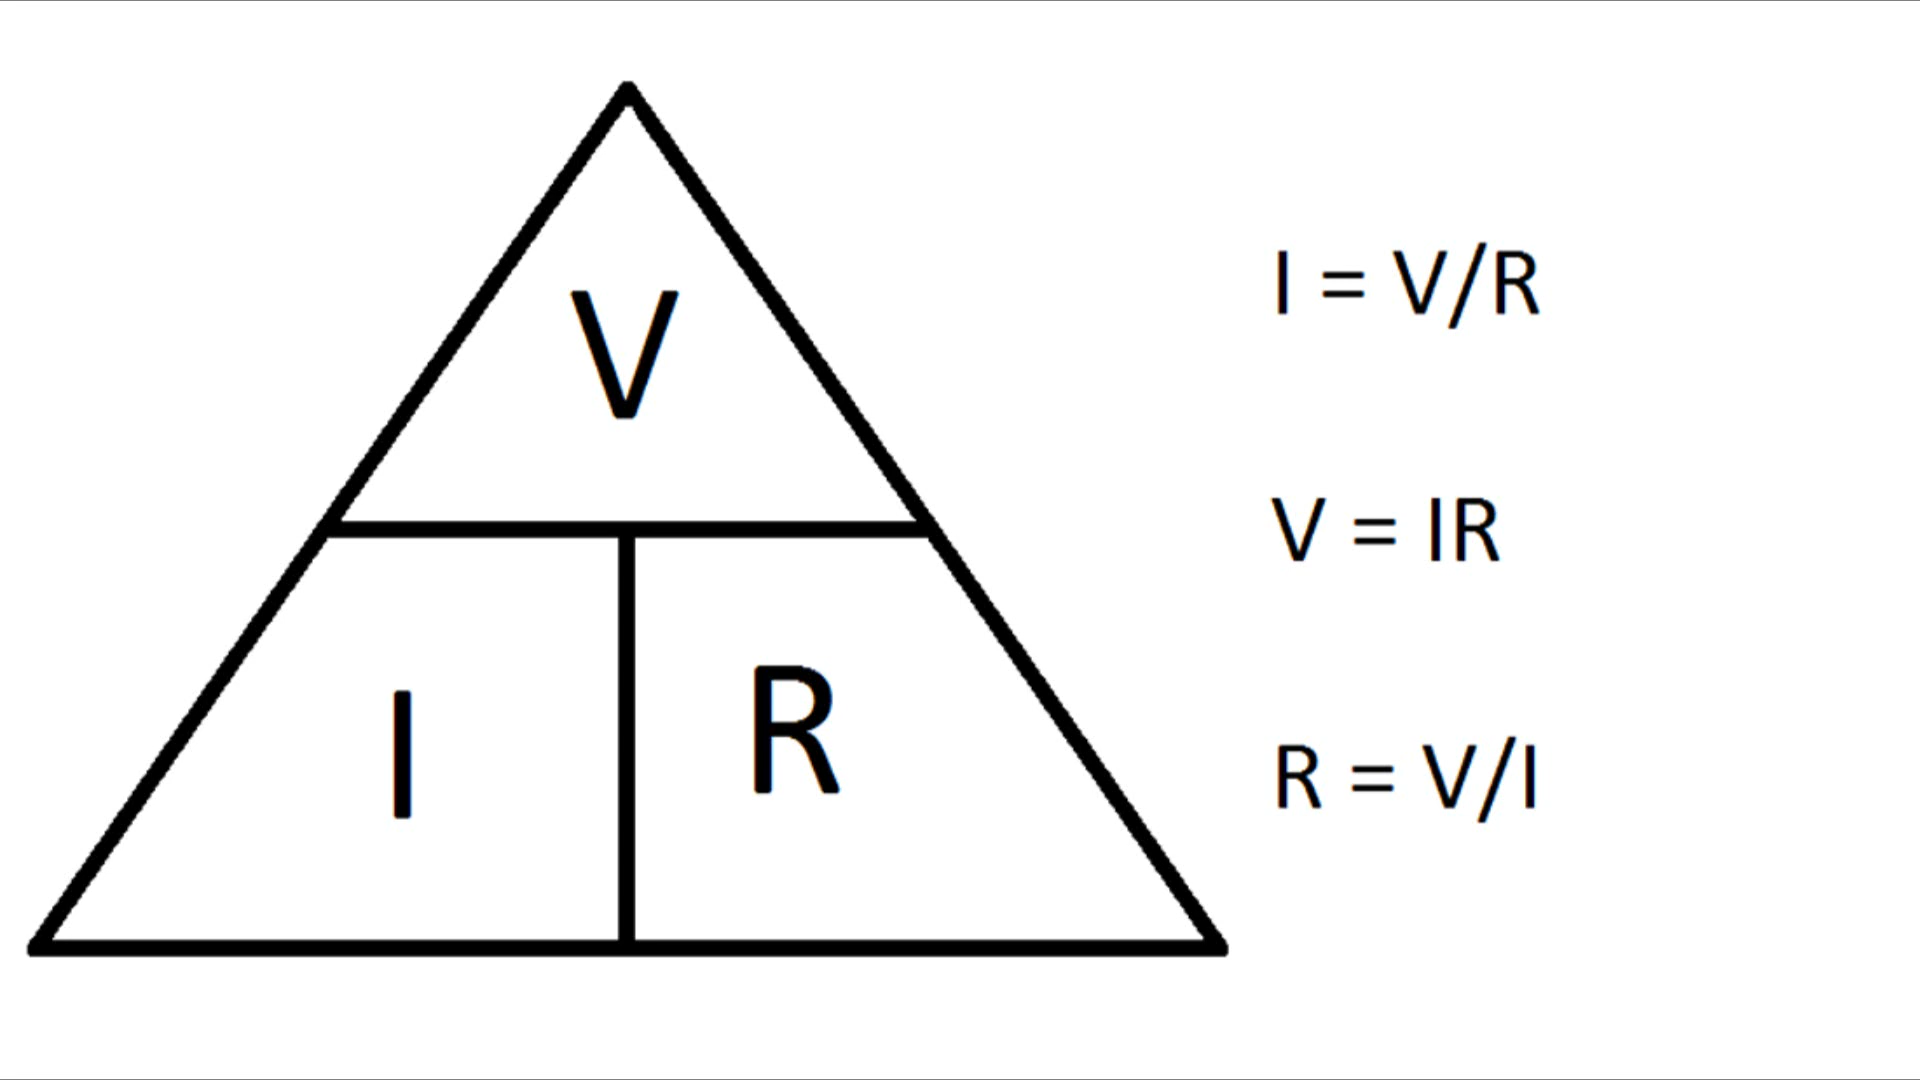 V
I R
I = V/R
V = IR
R = V/I